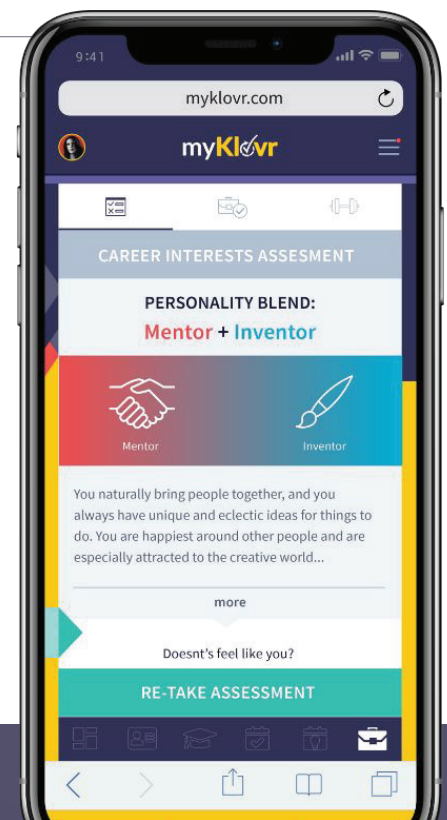 9:41
myklovr.com
myKlovr
CAREER INTERESTS ASSESMENT
PERSONALITY BLEND:
Mentor + Inventor
Mentor
Inventor
You naturally bring people together, and you
always have unique and eclectic ideas for things to
do. You are happiest around other people and are
especially attracted to the creative world...
more
Doesnt's feel like you?
RE-TAKE ASSESSMENT